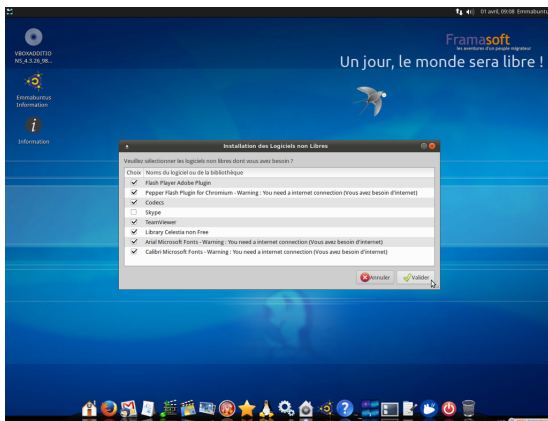 01 avril, 09:08 Emmabuntu
Framasoft
les aventures d'un peuple migrateur
Un jour, le monde sera libre !
VBOXADDITIO
NS_4.3.26_98...
Emmabuntus
Information
Information
Installation des Logiciels non Libres
Veuillez sélectionner les logiciels non libres dont vous avez besoin ?
Choix Noms du logiciel ou de la bibliothèque
Flash Player Adobe Plugin
Pepper Flash Plugin for Chromium - Warning : You need a internet connection (Vous avez besoin d'internet)
Codecs
Skype
TeamViewer
Library Celestia non Free
Arial Microsoft Fonts - Warning : You need a internet connection (Vous avez besoin d'internet)
Calibri Microsoft Fonts - Warning : You need a internet connection (Vous avez besoin d'internet)
Annuler Valider